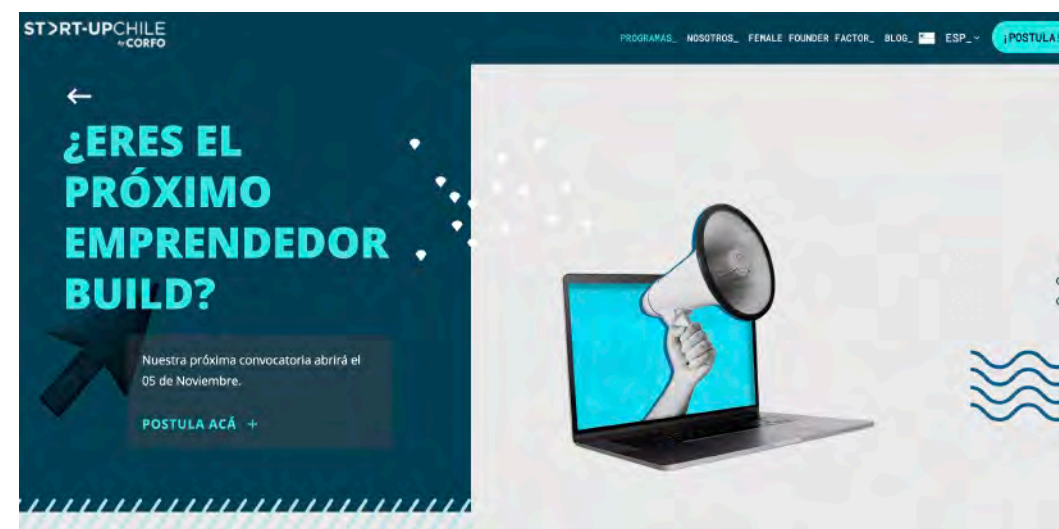 ST>RT-UPCHILE
by CORFO
PROGRAMAS_ NOSOTROS_ FEMALE FOUNDER FACTOR_ BLOG_ ESP_ ¡POSTULA!
¿ERES EL
PRÓXIMO
EMPRENDEDOR
BUILD?
Nuestra próxima convocatoria abrirá el
05 de Noviembre.
POSTULA ACÁ +